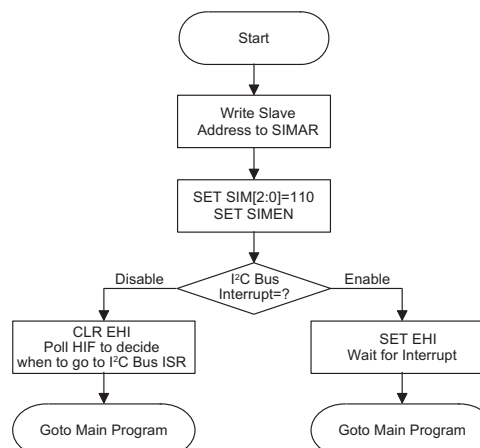 Start
Write Slave
Address to SIMAR
SET SIM[2:0]=110
SET SIMEN
I²C Bus
Interrupt=?
Disable
Enable
CLR EHI
Poll HIF to decide
when to go to I²C Bus ISR
SET EHI
Wait for Interrupt
Goto Main Program
Goto Main Program